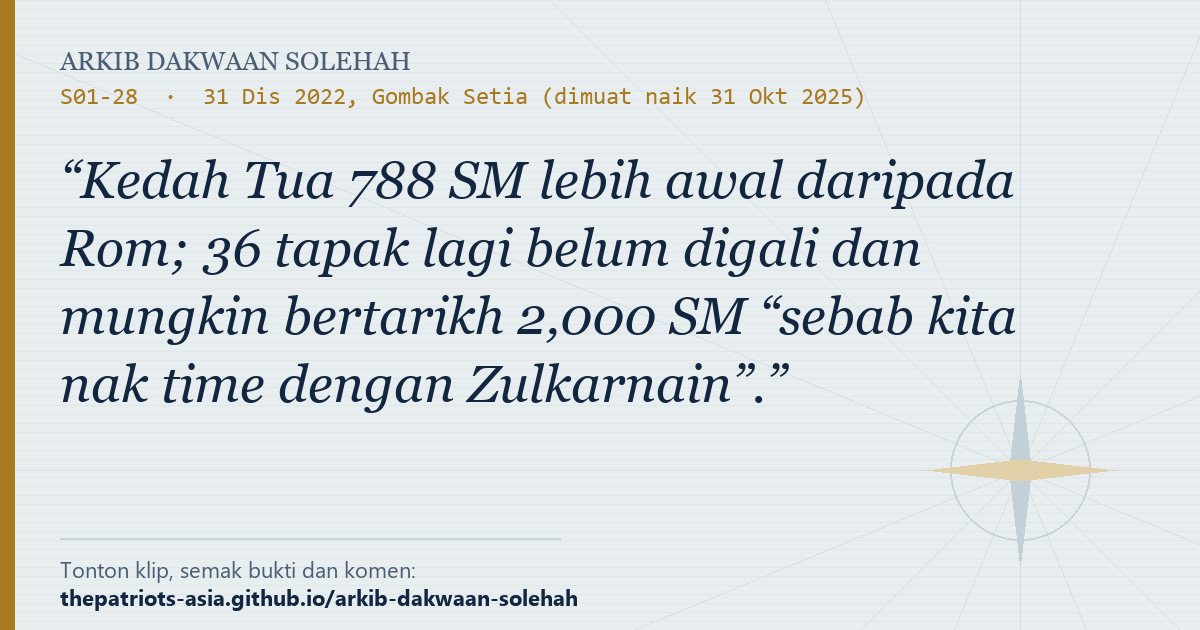 ARKIB DAKWAAN SOLEHAH
S01-28 · 31 Dis 2022, Gombak Setia (dimuat naik 31 Okt 2025)
“Kedah Tua 788 SM lebih awal daripada
Rom; 36 tapak lagi belum digali dan
mungkin bertarikh 2,000 SM “sebab kita
nak time dengan Zulkarnain”.”
Tonton klip, semak bukti dan komen:
thepatriots-asia.github.io/arkib-dakwaan-solehah